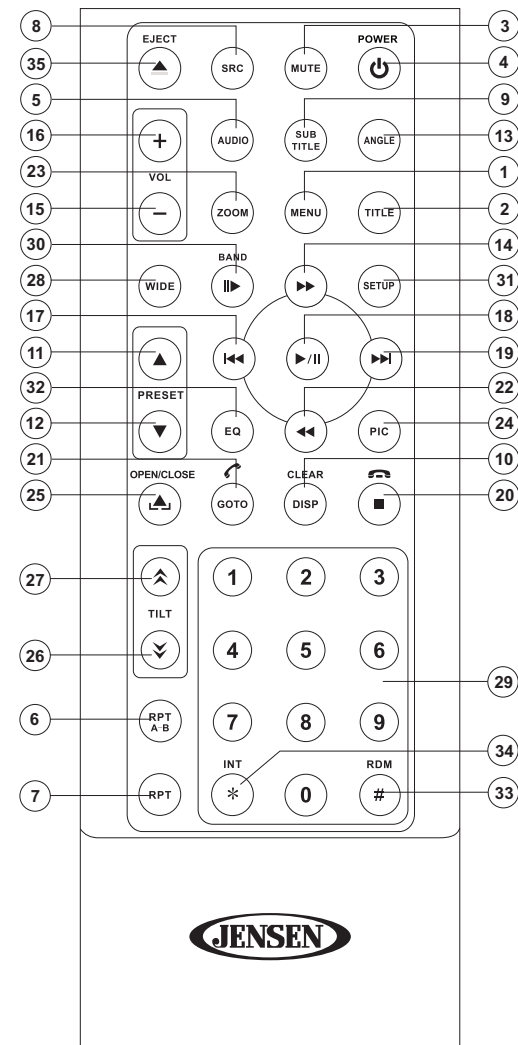 8
3
EJECT
POWER
35
SRC
MUTE
4
5
9
16
+
AUDIO
SUB
TITLE
ANGLE
13
VOL
23
1
15
−
ZOOM
MENU
TITLE
2
30
BAND
14
28
WIDE
SETUP
31
17
18
11
19
PRESET
32
22
12
EQ
PIC
24
21
10
OPEN/CLOSE
CLEAR
25
GOTO
DISP
20
27
1
2
3
TILT
26
4
5
6
29
6
RPT
A-B
7
8
9
34
INT
RDM
7
RPT
*
0
#
33
JENSEN